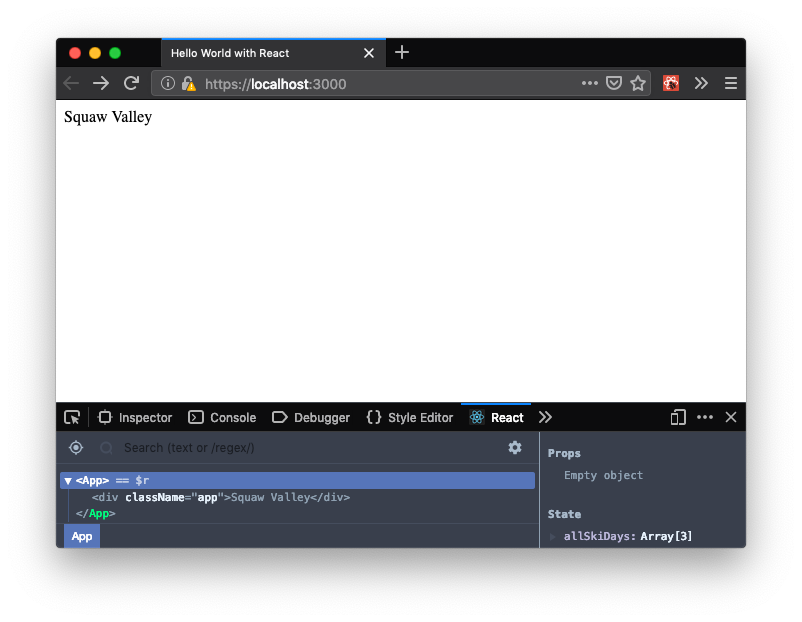 Hello World with React
https://localhost:3000
Squaw Valley
Inspector Console Debugger {} Style Editor React
Search (text or /regex/)
<App> == $r
<div className="app">Squaw Valley</div>
</App>
App
Props
Empty object
State
allSkiDays: Array[3]